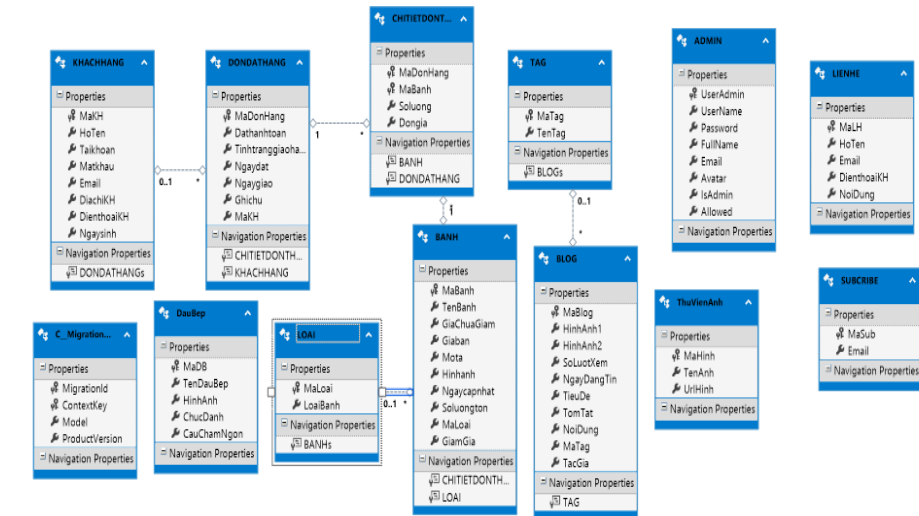 KHACHHANG
Properties
MaKH
HoTen
Taikhoan
Matkhau
Email
DiachiKH
DienthoaiKH
Ngaysinh
Navigation Properties
DONDATHANGs
0..1
*
DONDATHANG
Properties
MaDonHang
Dathanhtoan
Tinhtranggiaoha...
Ngaydat
Ngaygiao
Ghichu
MaKH
Navigation Properties
CHITIETDONTH...
KHACHHANG
1
*
CHITIETDONT...
Properties
MaDonHang
MaBanh
Soluong
Dongia
Navigation Properties
BANH
DONDATHANG
*
1
TAG
Properties
MaTag
TenTag
Navigation Properties
BLOGs
0..1
*
ADMIN
Properties
UserAdmin
UserName
Password
FullName
Email
Avatar
IsAdmin
Allowed
Navigation Properties
LIENHE
Properties
MaLH
HoTen
Email
DienthoaiKH
NoiDung
Navigation Properties
C__Migration...
Properties
MigrationId
ContextKey
Model
ProductVersion
Navigation Properties
DauBep
Properties
MaDB
TenDauBep
HinhAnh
ChucDanh
CauChamNgon
Navigation Properties
LOAI
Properties
MaLoai
LoaiBanh
Navigation Properties
BANHs
0..1
*
BANH
Properties
MaBanh
TenBanh
GiaChuaGiam
Giaban
Mota
Hinhanh
Ngaycapnhat
Soluongton
MaLoai
GiamGia
Navigation Properties
CHITIETDONTH...
LOAI
BLOG
Properties
MaBlog
HinhAnh1
HinhAnh2
SoLuotXem
NgayDangTin
TieuDe
TomTat
NoiDung
MaTag
TacGia
Navigation Properties
TAG
ThuVienAnh
Properties
MaHinh
TenAnh
UrlHinh
Navigation Properties
SUBCRIBE
Properties
MaSub
Email
Navigation Properties